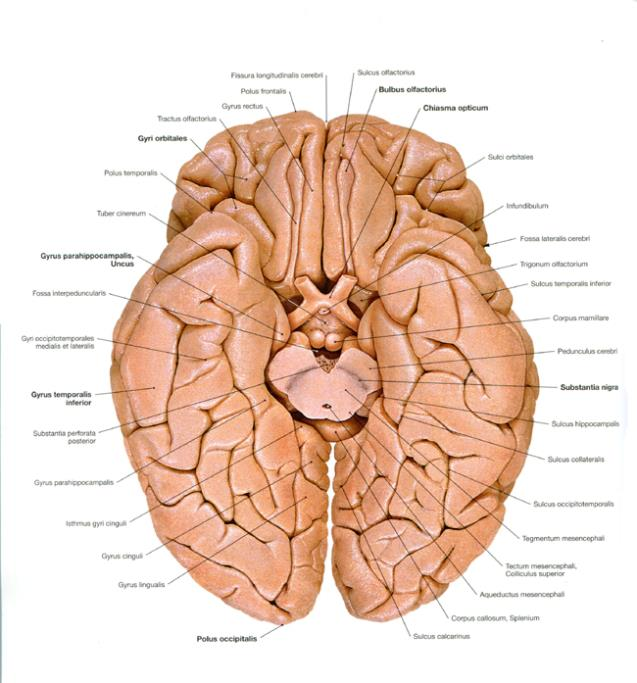 Fissura longitudinalis cerebri
Polus frontalis
Gyrus rectus
Tractus olfactorius
Gyri orbitales
Polus temporalis
Tuber cinereum
Gyrus parahippocampalis,
Uncus
Fossa interpeduncularis
Gyri occipitotemporales
medialis et lateralis
Gyrus temporalis
inferior
Substantia perforata
posterior
Gyrus parahippocampalis
Isthmus gyri cinguli
Gyrus cinguli
Gyrus lingualis
Polus occipitalis
Sulcus olfactorius
Bulbus olfactorius
Chiasma opticum
Sulci orbitales
Infundibulum
Fossa lateralis cerebri
Trigonum olfactorium
Sulcus temporalis inferior
Corpus mamillare
Pedunculus cerebri
Substantia nigra
Sulcus hippocampalis
Sulcus collateralis
Sulcus occipitotemporalis
Tegmentum mesencephali
Tectum mesencephali,
Colliculus superior
Aqueductus mesencephali
Corpus callosum, Splenium
Sulcus calcarinus